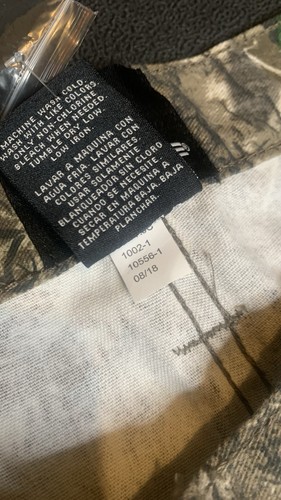 MACHINE WASH COLD.
WASH WITH LIKE COLORS
USE NON-CHLORINE
BLEACH WHEN NEEDED.
TUMBLE DRY LOW.
LOW IRON.
LAVAR A MAQUINA CON
AGUA FRIA. LAVAR CON
COLORES SIMILARES.
USAR SOLAMENTE
BLANQUEADOR SIN CLORO
CUANDO SE NECESITE.
SECAR EN MAQUINA
TEMPERATURA BAJA. BAJA
PLANCHAR.
1002-1
10556-1
08/18